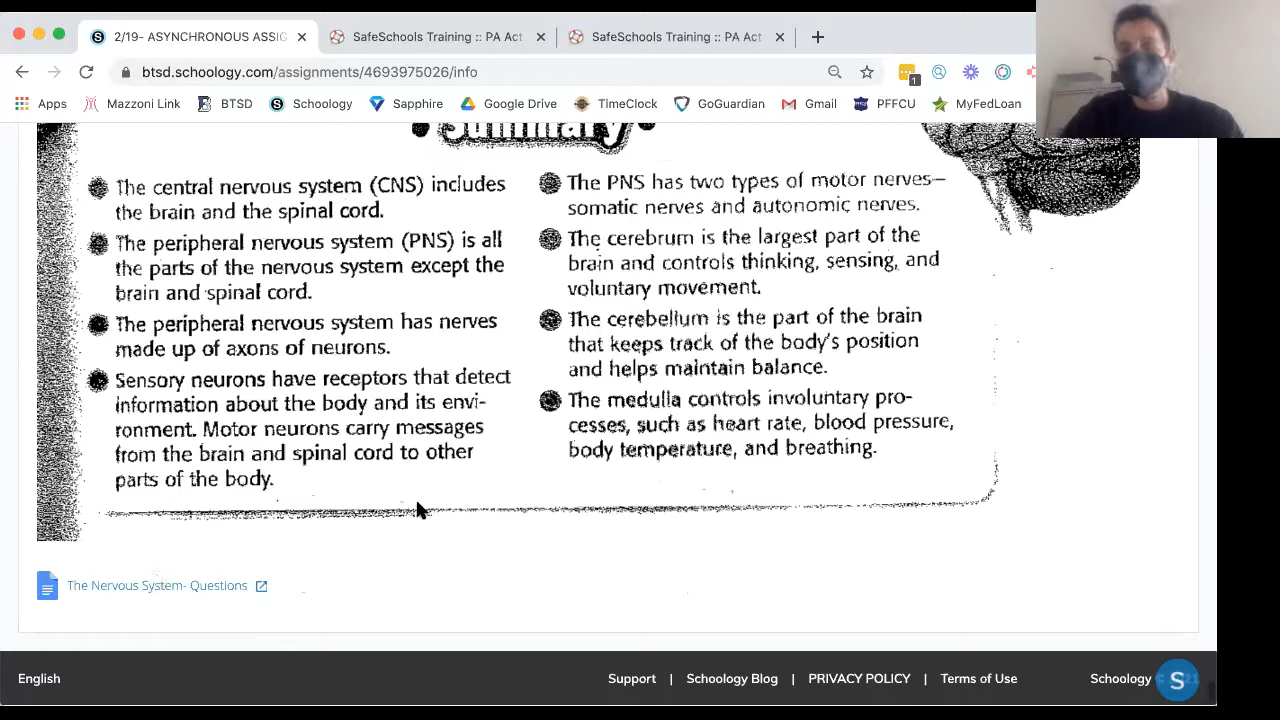 2/19- ASYNCHRONOUS ASSIG
SafeSchools Training :: PA Act
SafeSchools Training :: PA Act
btsd.schoology.com/assignments/4693975026/info
1
Apps
Mazzoni Link
BTSD
Schoology
Sapphire
Google Drive
TimeClock
GoGuardian
Gmail
PFFCU
MyFedLoan
Summary
The central nervous system (CNS) includes
the brain and the spinal cord.
The peripheral nervous system (PNS) is all
the parts of the nervous system except the
brain and spinal cord.
The peripheral nervous system has nerves
made up of axons of neurons.
Sensory neurons have receptors that detect
information about the body and its envi-
ronment. Motor neurons carry messages
from the brain and spinal cord to other
parts of the body.
The PNS has two types of motor nerves—
somatic nerves and autonomic nerves.
The cerebrum is the largest part of the
brain and controls thinking, sensing, and
voluntary movement.
The cerebellum is the part of the brain
that keeps track of the body's position
and helps maintain balance.
The medulla controls involuntary pro-
cesses, such as heart rate, blood pressure,
body temperature, and breathing.
The Nervous System- Questions
English
Support | Schoology Blog | PRIVACY POLICY | Terms of Use
Schoology ©
S